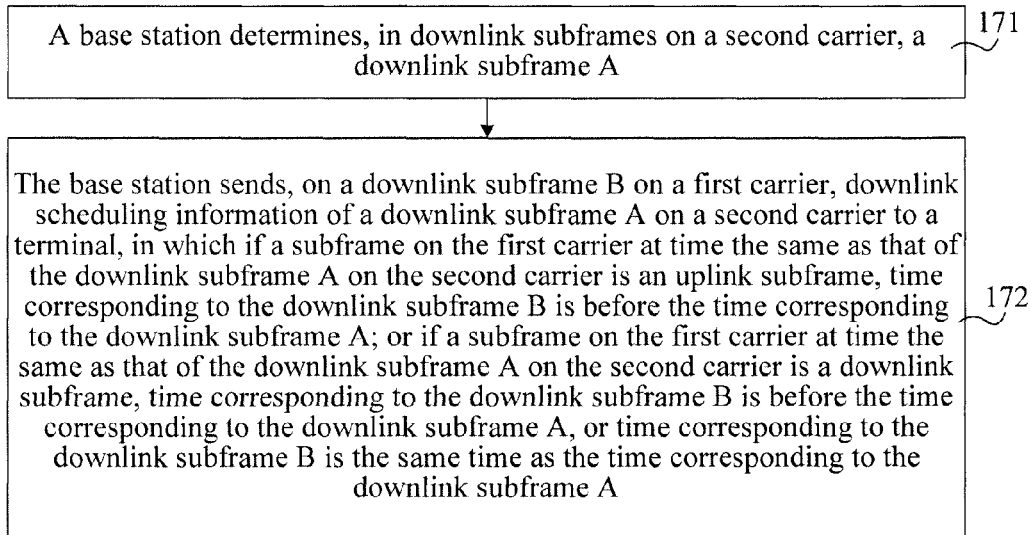 A base station determines, in downlink subframes on a second carrier, a
downlink subframe A
171
The base station sends, on a downlink subframe B on a first carrier, downlink
scheduling information of a downlink subframe A on a second carrier to a
terminal, in which if a subframe on the first carrier at time the same as that of
the downlink subframe A on the second carrier is an uplink subframe, time
corresponding to the downlink subframe B is before the time corresponding
to the downlink subframe A; or if a subframe on the first carrier at time the
same as that of the downlink subframe A on the second carrier is a downlink
subframe, time corresponding to the downlink subframe B is before the time
corresponding to the downlink subframe A, or time corresponding to the
downlink subframe B is the same time as the time corresponding to the
downlink subframe A
172